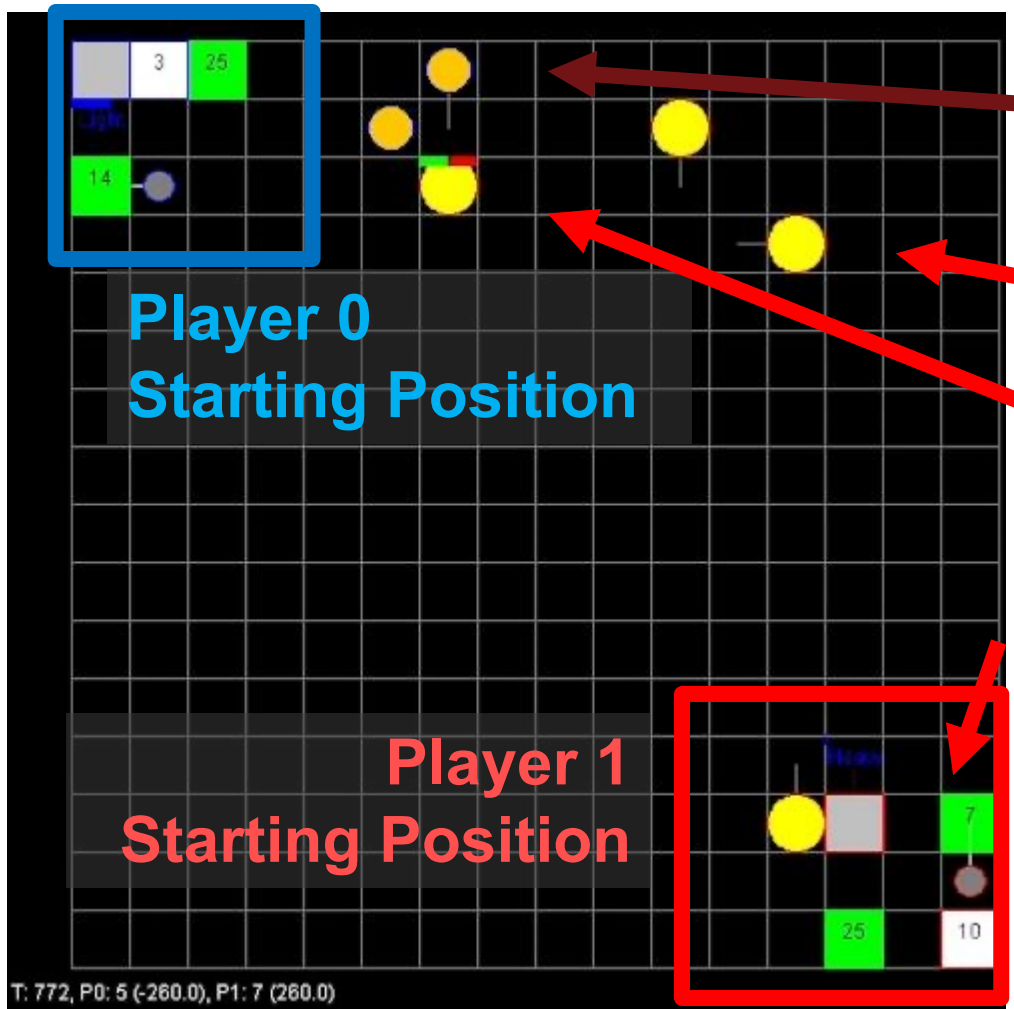 3 25
Light
14
Player 0
Starting Position
Player 1
Starting Position
7
25 10
T: 772, P0: 5 (-260.0), P1: 7 (260.0)